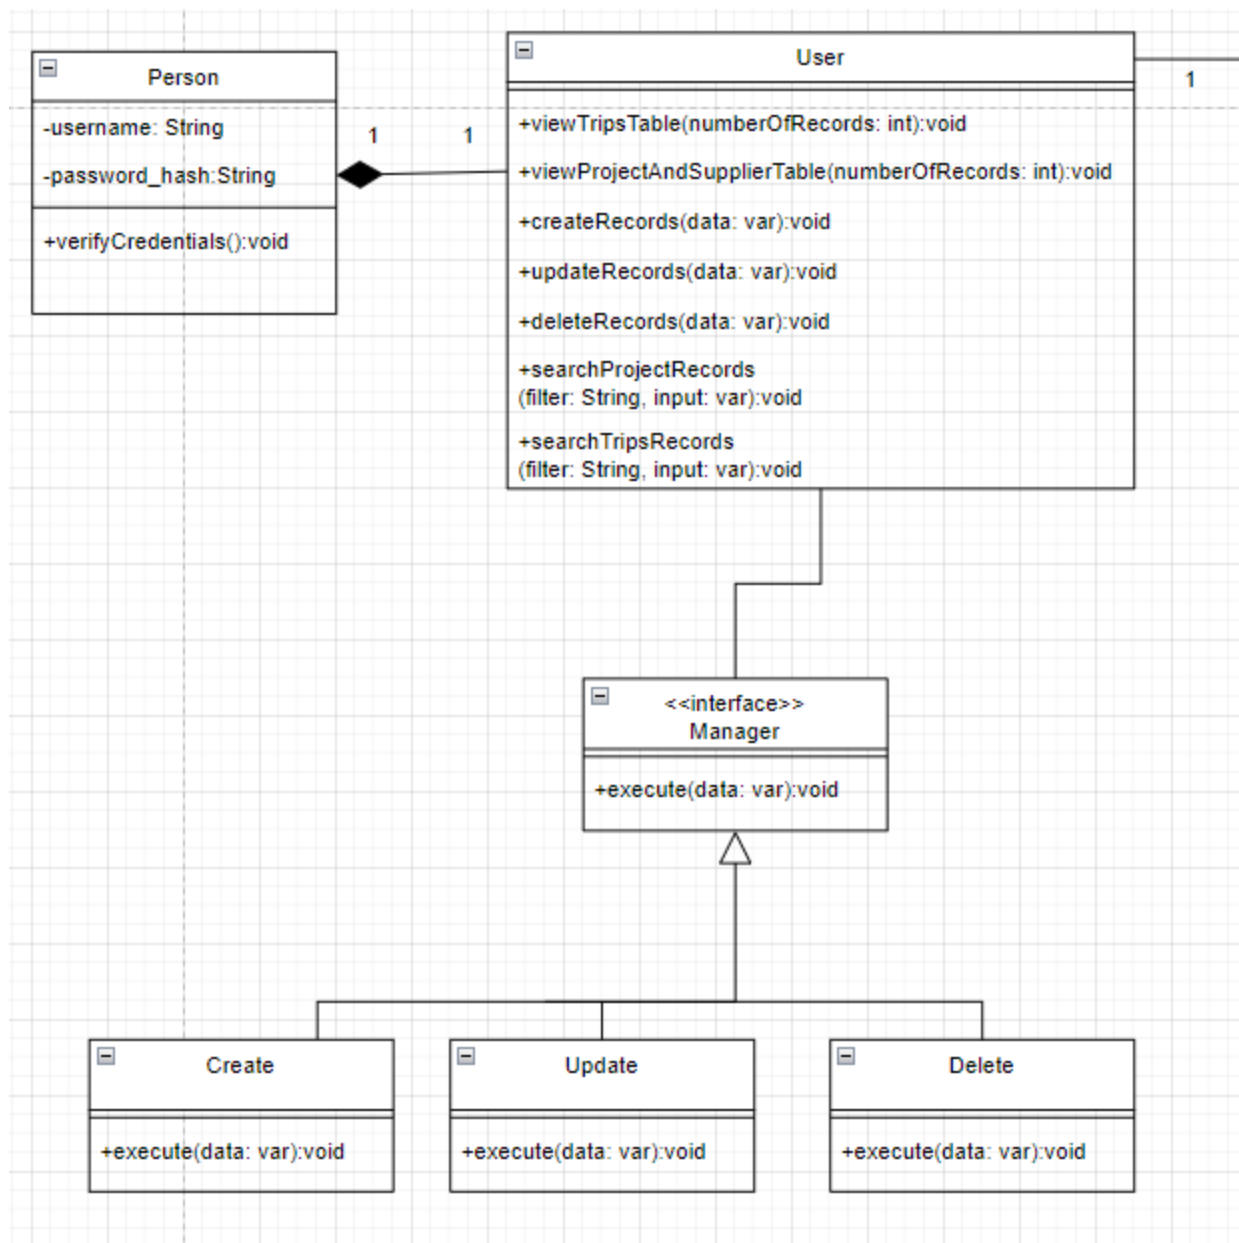 Person
-username: String
-password_hash:String
+verifyCredentials():void
1
1
User
+viewTripsTable(numberOfRecords: int):void
+viewProjectAndSupplierTable(numberOfRecords: int):void
+createRecords(data: var):void
+updateRecords(data: var):void
+deleteRecords(data: var):void
+searchProjectRecords
(filter: String, input: var):void
+searchTripsRecords
(filter: String, input: var):void
1
<<interface>>
Manager
+execute(data: var):void
Create
+execute(data: var):void
Update
+execute(data: var):void
Delete
+execute(data: var):void